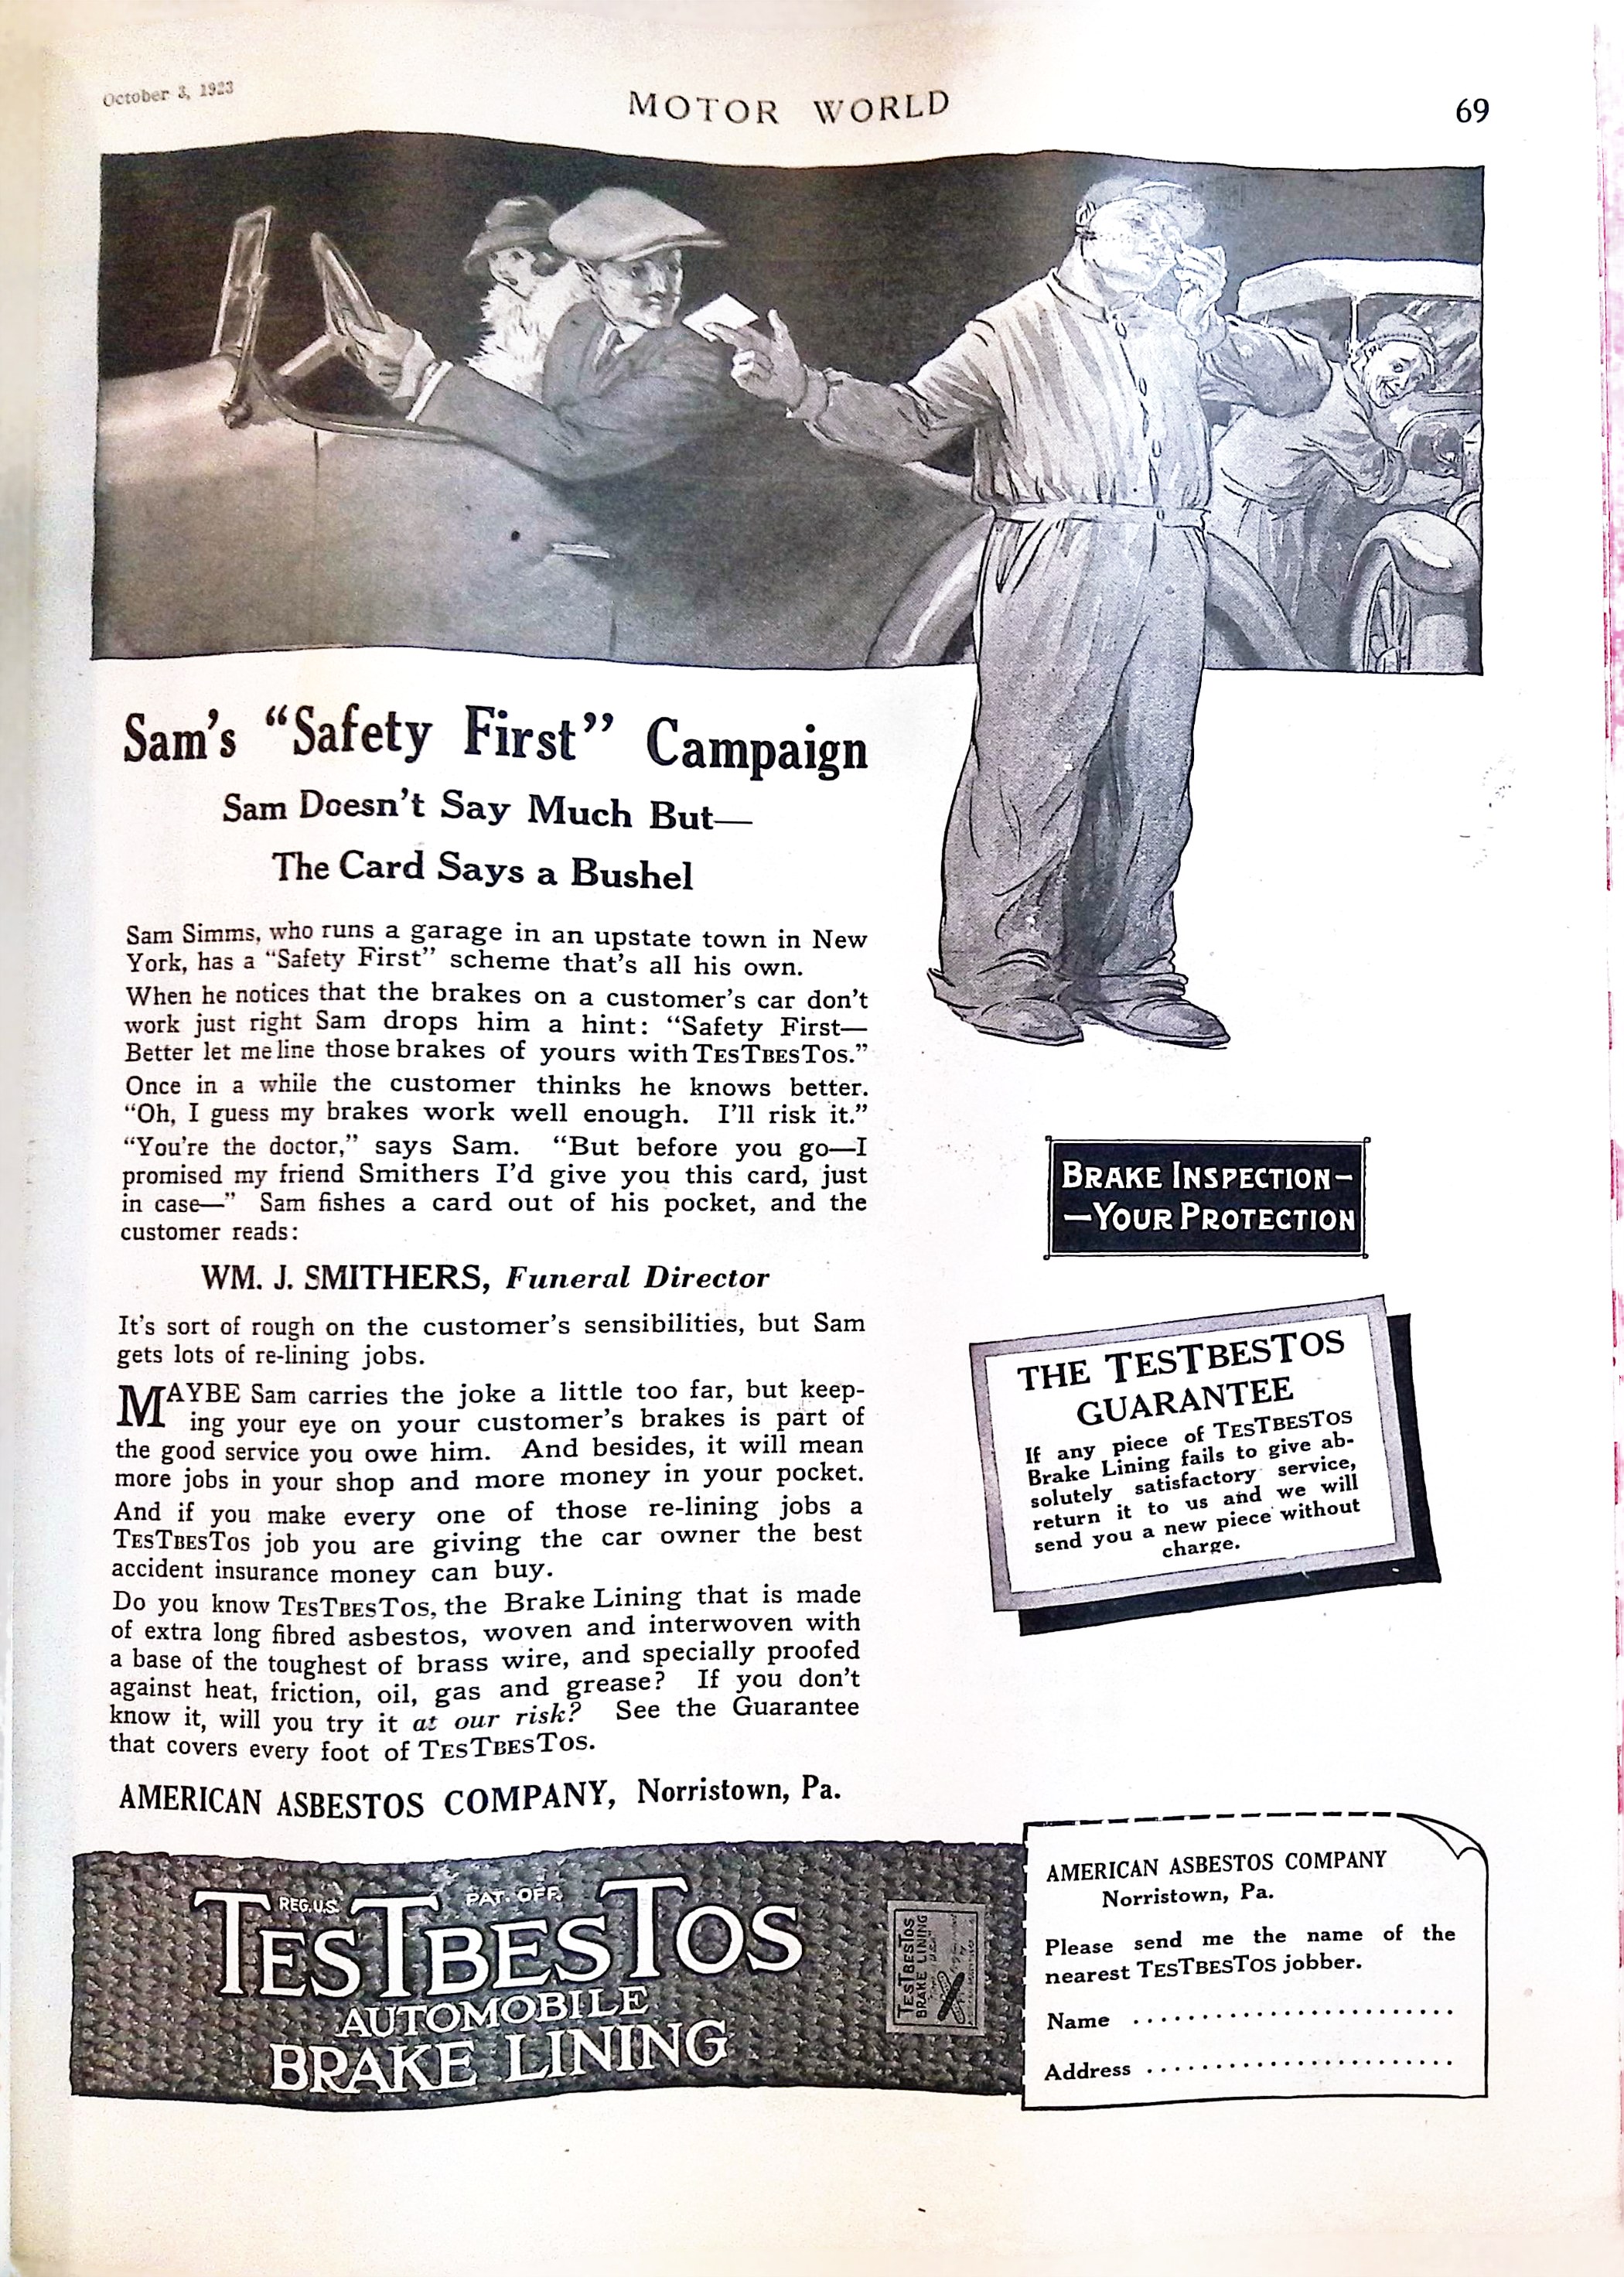 October 3, 1923
MOTOR WORLD
69
Sam's "Safety First" Campaign
Sam Doesn't Say Much But—
The Card Says a Bushel
Sam Simms, who runs a garage in an upstate town in New
York, has a "Safety First" scheme that's all his own.
When he notices that the brakes on a customer's car don't
work just right Sam drops him a hint: "Safety First—
Better let me line those brakes of yours with TESTBESTOS."
Once in a while the customer thinks he knows better.
"Oh, I guess my brakes work well enough. I'll risk it."
"You're the doctor," says Sam. "But before you go—I
promised my friend Smithers I'd give you this card, just
in case—" Sam fishes a card out of his pocket, and the
customer reads:
WM. J. SMITHERS, Funeral Director
It's sort of rough on the customer's sensibilities, but Sam
gets lots of re-lining jobs.
MAYBE Sam carries the joke a little too far, but keep-
ing your eye on your customer's brakes is part of
the good service you owe him. And besides, it will mean
more jobs in your shop and more money in your pocket.
And if you make every one of those re-lining jobs a
TESTBESTOS job you are giving the car owner the best
accident insurance money can buy.
Do you know TESTBESTOS, the Brake Lining that is made
of extra long fibred asbestos, woven and interwoven with
a base of the toughest of brass wire, and specially proofed
against heat, friction, oil, gas and grease? If you don't
know it, will you try it at our risk? See the Guarantee
that covers every foot of TESTBESTOS.
AMERICAN ASBESTOS COMPANY, Norristown, Pa.
BRAKE INSPECTION—
—YOUR PROTECTION
THE TESTBESTOS
GUARANTEE
If any piece of TESTBESTOS
Brake Lining fails to give ab-
solutely satisfactory service,
return it to us and we will
send you a new piece without
charge.
REG. U.S. PAT. OFF.
TESTBESTOS
AUTOMOBILE
BRAKE LINING
TESTBESTOS
BRAKE LINING
AMERICAN ASBESTOS COMPANY
Norristown, Pa.
Please send me the name of the
nearest TESTBESTOS jobber.
Name ........................
Address .......................